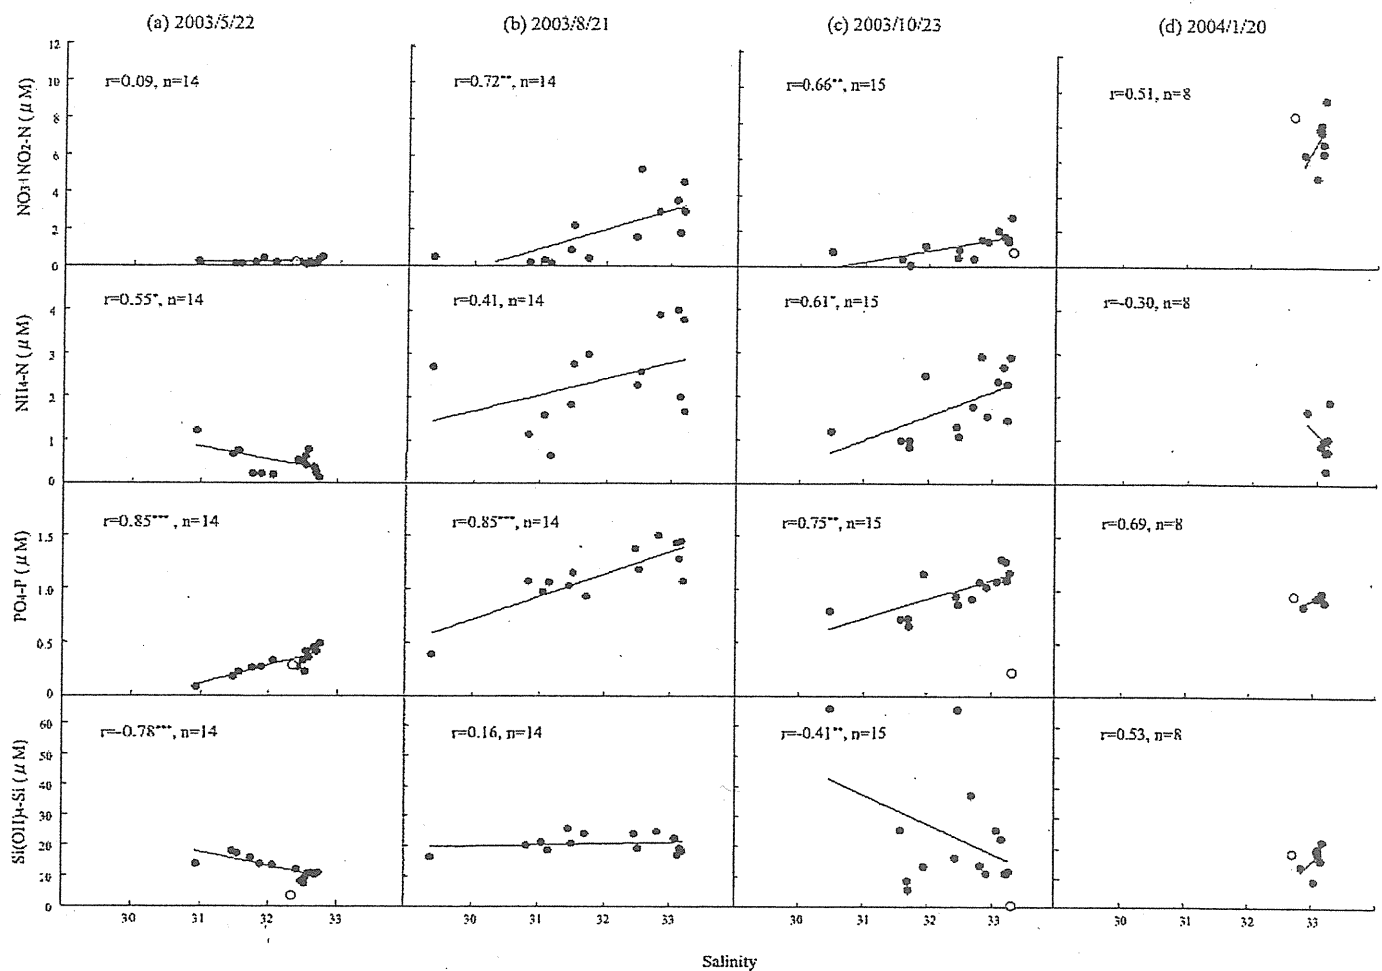 (a) 2003/5/22 (b) 2003/8/21 (c) 2003/10/23 (d) 2004/1/20
NO3+NO2-N (μM)
12
10
8
6
4
2
0
r=0.09, n=14 r=0.72**, n=14 r=0.66**, n=15 r=0.51, n=8
NH4-N (μM)
4
3
2
1
0
r=0.55*, n=14 r=0.41, n=14 r=0.61*, n=15 r=-0.30, n=8
PO4-P (μM)
1.5
1.0
0.5
0
r=0.85***, n=14 r=0.85***, n=14 r=0.75**, n=15 r=0.69, n=8
Si(OH)4-Si (μM)
60
50
40
30
20
10
0
r=-0.78***, n=14 r=0.16, n=14 r=-0.41**, n=15 r=0.53, n=8
30 31 32 33 30 31 32 33 30 31 32 33 30 31 32 33
Salinity